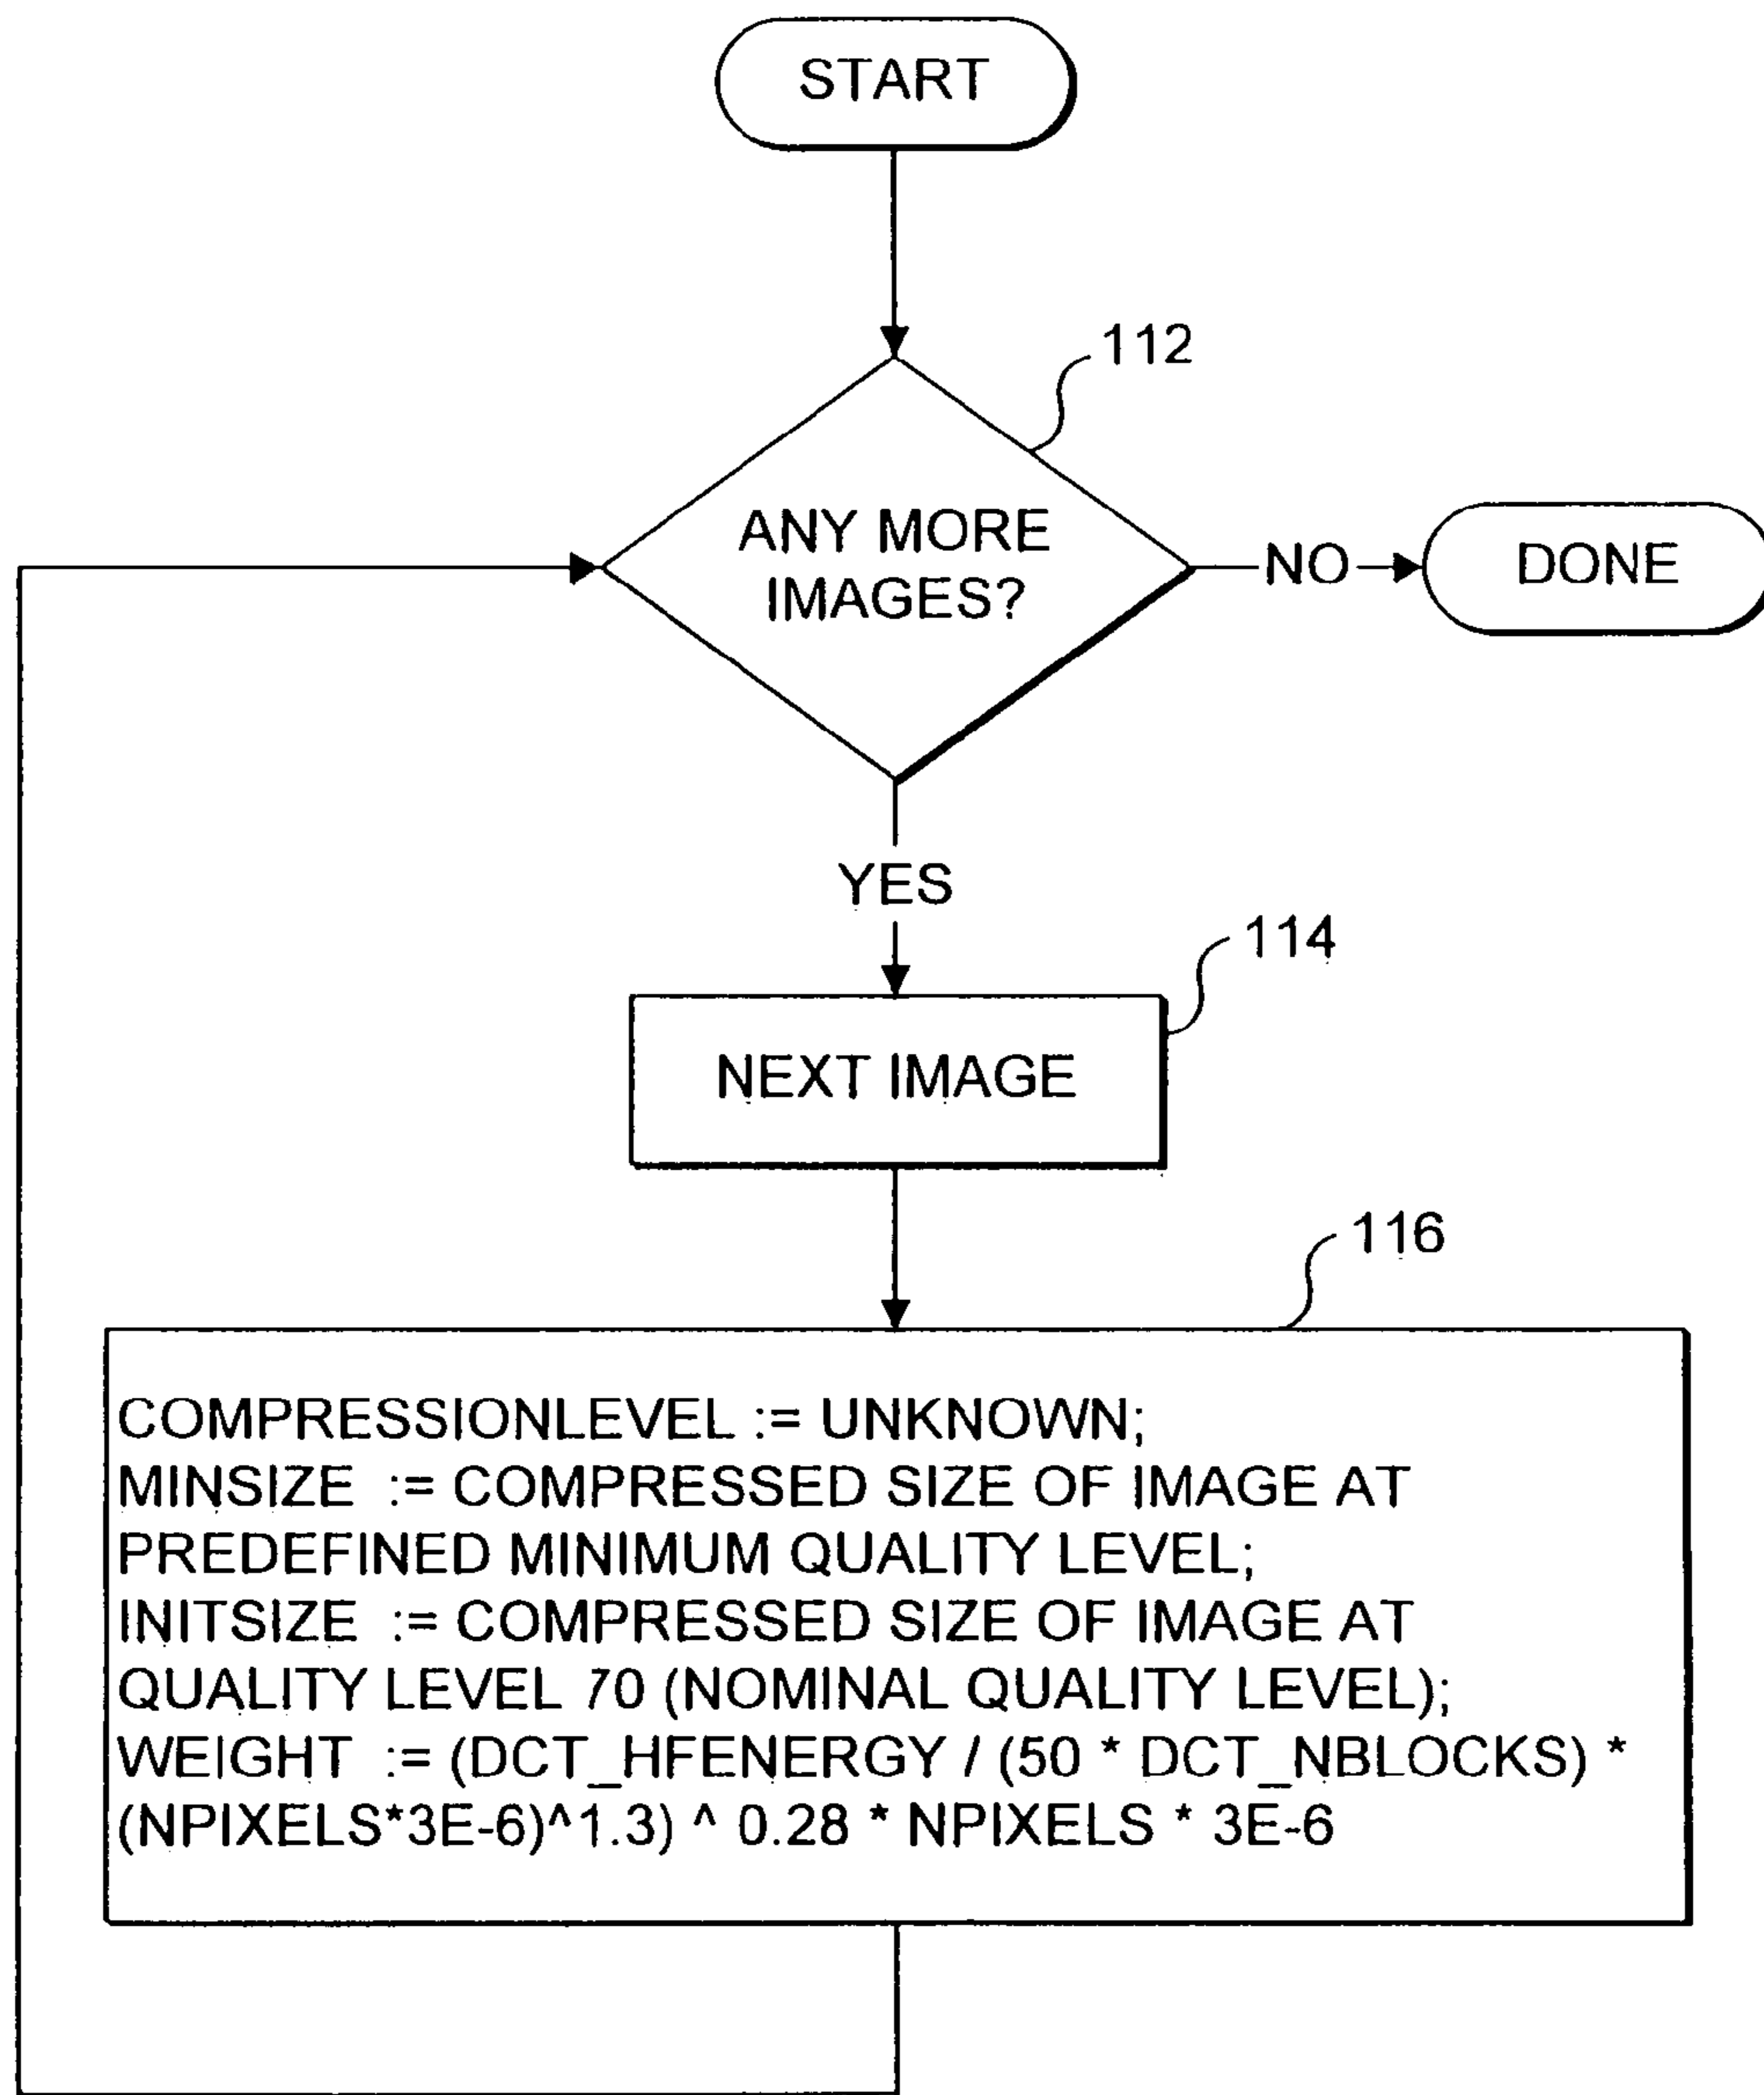 START
112
ANY MORE
IMAGES?
NO
DONE
YES
114
NEXT IMAGE
116
COMPRESSIONLEVEL := UNKNOWN;
MINSIZE := COMPRESSED SIZE OF IMAGE AT
PREDEFINED MINIMUM QUALITY LEVEL;
INITSIZE := COMPRESSED SIZE OF IMAGE AT
QUALITY LEVEL 70 (NOMINAL QUALITY LEVEL);
WEIGHT := (DCT_HFENERGY / (50 * DCT_NBLOCKS) *
(NPIXELS*3E-6)^1.3) ^ 0.28 * NPIXELS * 3E-6